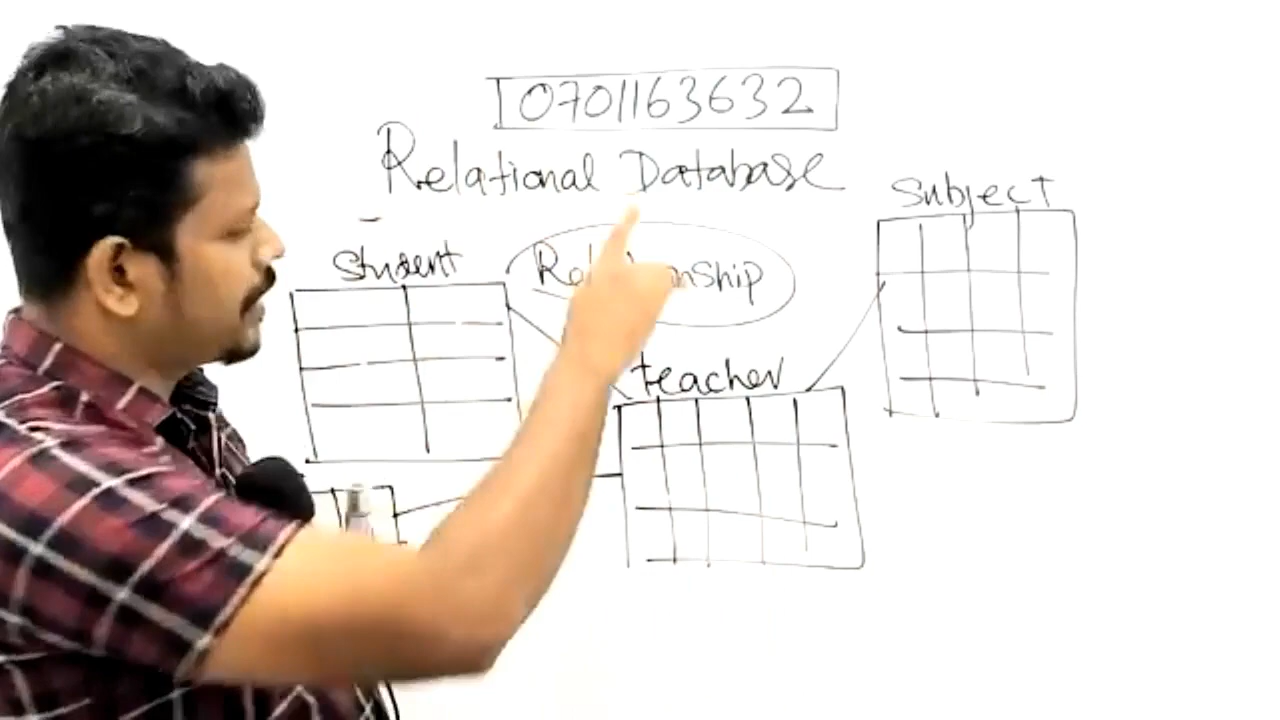 0701163632
Relational Database
Subject
Student
teacher